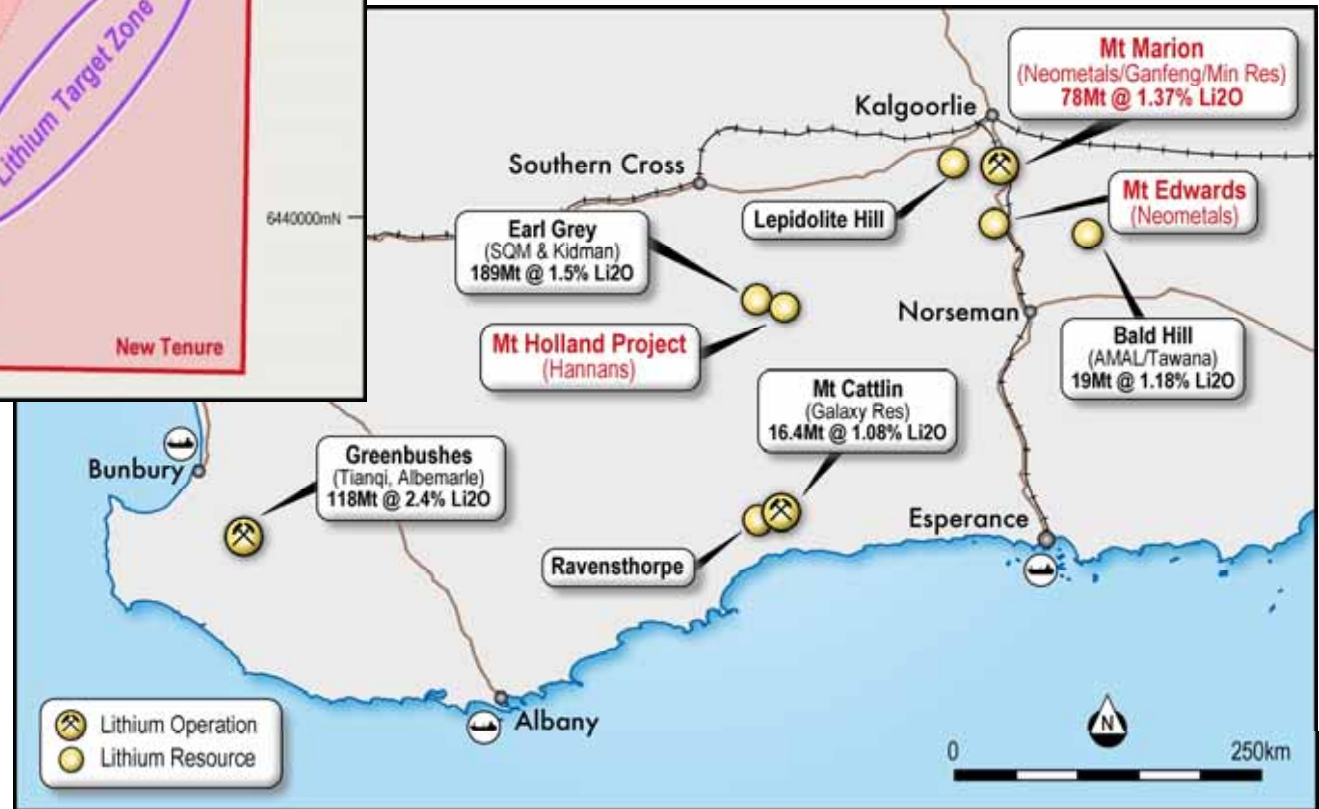 Lithium Target Zone
6440000mN
New Tenure
Mt Marion
(Neometals/Ganfeng/Min Res)
78Mt @ 1.37% Li2O
Kalgoorlie
Southern Cross
Lepidolite Hill
Mt Edwards
(Neometals)
Earl Grey
(SQM & Kidman)
189Mt @ 1.5% Li2O
Mt Holland Project
(Hannans)
Norseman
Bald Hill
(AMAL/Tawana)
19Mt @ 1.18% Li2O
Mt Cattlin
(Galaxy Res)
16.4Mt @ 1.08% Li2O
Bunbury
Greenbushes
(Tianqi, Albemarle)
118Mt @ 2.4% Li2O
Esperance
Ravensthorpe
Albany
Lithium Operation
Lithium Resource
N
0 250km